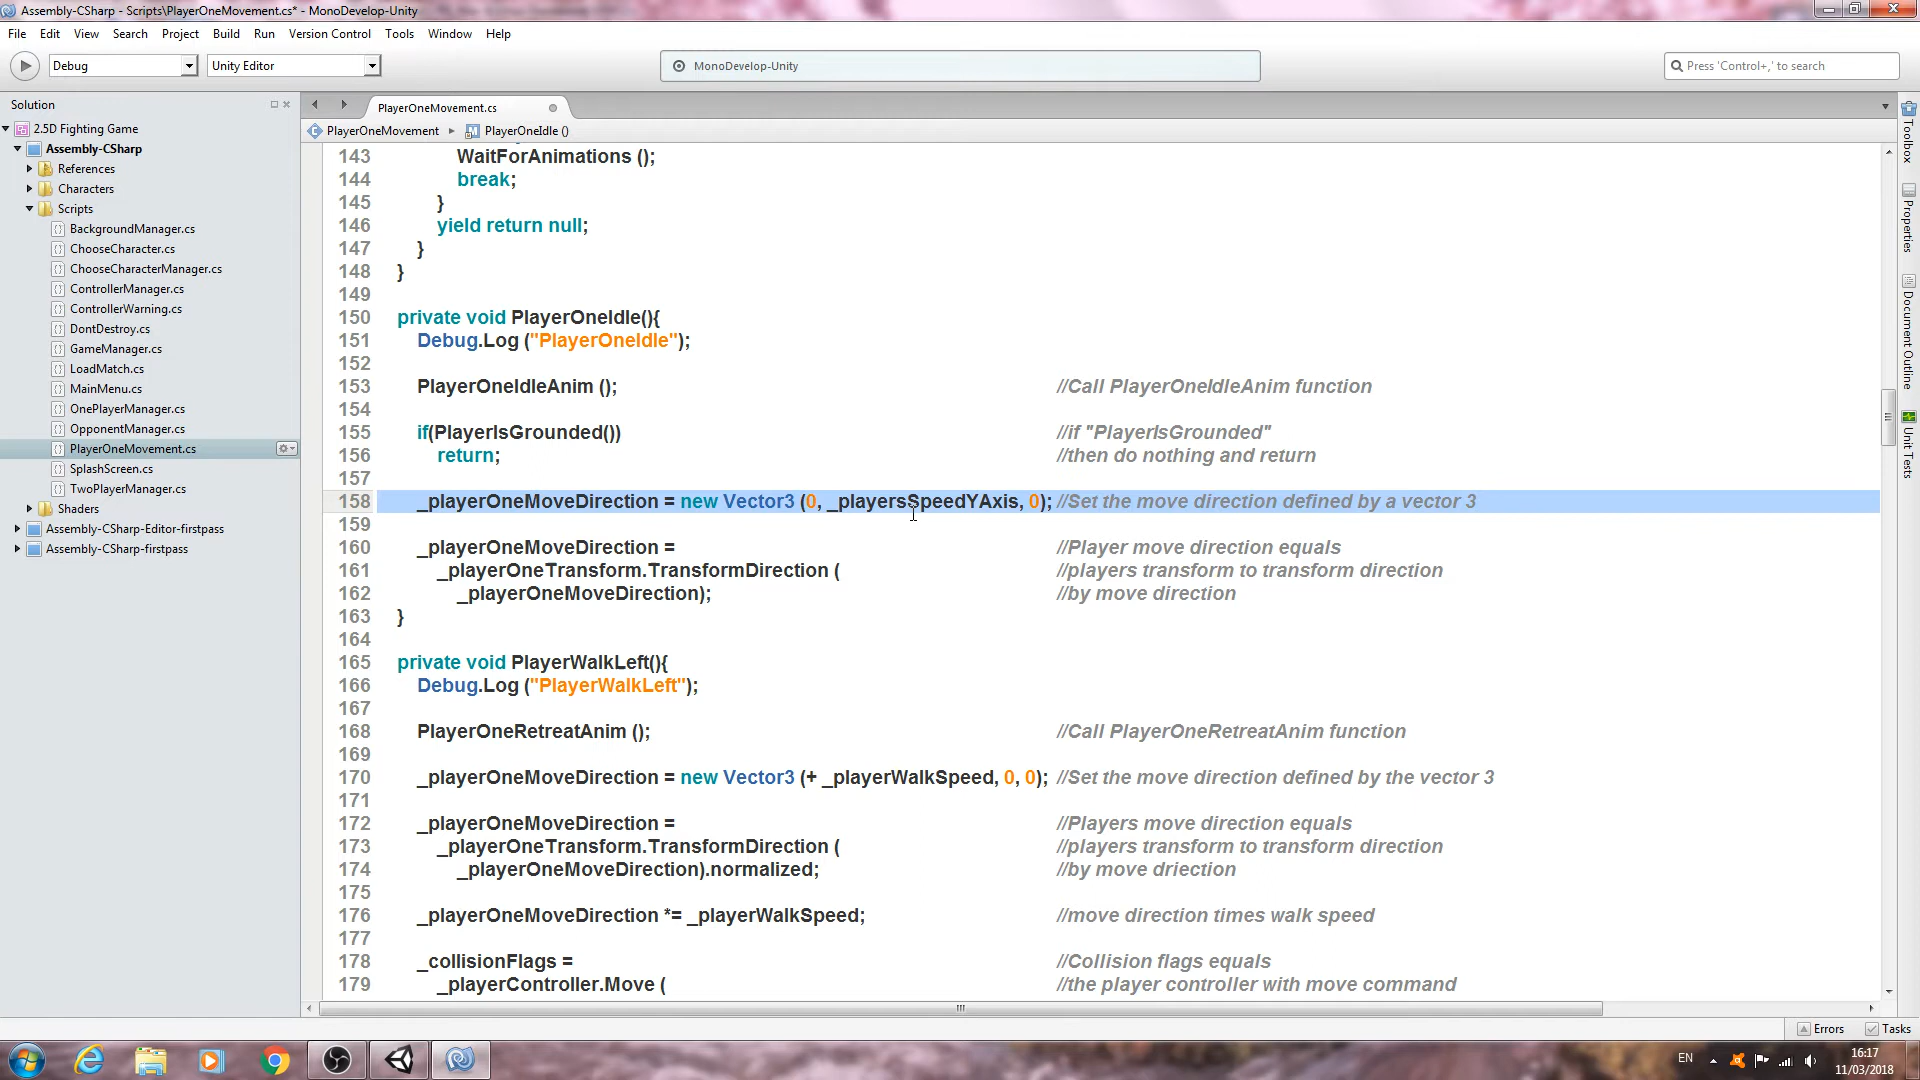 Assembly-CSharp - Scripts\PlayerOneMovement.cs* - MonoDevelop-Unity
File Edit View Search Project Build Run Version Control Tools Window Help
Debug Unity Editor MonoDevelop-Unity Press 'Control+,' to search
Solution
2.5D Fighting Game
Assembly-CSharp
References
Characters
Scripts
BackgroundManager.cs
ChooseCharacter.cs
ChooseCharacterManager.cs
ControllerManager.cs
ControllerWarning.cs
DontDestroy.cs
GameManager.cs
LoadMatch.cs
MainMenu.cs
OnePlayerManager.cs
OpponentManager.cs
PlayerOneMovement.cs
SplashScreen.cs
TwoPlayerManager.cs
Shaders
Assembly-CSharp-Editor-firstpass
Assembly-CSharp-firstpass
PlayerOneMovement.cs
PlayerOneMovement PlayerOneIdle ()
143 WaitForAnimations ();
144 break;
145 }
146 yield return null;
147 }
148 }
149
150 private void PlayerOneIdle(){
151 Debug.Log ("PlayerOneIdle");
152
153 PlayerOneIdleAnim (); //Call PlayerOneIdleAnim function
154
155 if(PlayerIsGrounded()) //if "PlayerIsGrounded"
156 return; //then do nothing and return
157
158 _playerOneMoveDirection = new Vector3 (0, _playersSpeedYAxis, 0); //Set the move direction defined by a vector 3
159
160 _playerOneMoveDirection = //Player move direction equals
161 _playerOneTransform.TransformDirection ( //players transform to transform direction
162 _playerOneMoveDirection); //by move direction
163 }
164
165 private void PlayerWalkLeft(){
166 Debug.Log ("PlayerWalkLeft");
167
168 PlayerOneRetreatAnim (); //Call PlayerOneRetreatAnim function
169
170 _playerOneMoveDirection = new Vector3 (+ _playerWalkSpeed, 0, 0); //Set the move direction defined by the vector 3
171
172 _playerOneMoveDirection = //Players move direction equals
173 _playerOneTransform.TransformDirection ( //players transform to transform direction
174 _playerOneMoveDirection).normalized; //by move driection
175
176 _playerOneMoveDirection *= _playerWalkSpeed; //move direction times walk speed
177
178 _collisionFlags = //Collision flags equals
179 _playerController.Move ( //the player controller with move command
Toolbox
Properties
Document Outline
Unit Tests
Errors Tasks
EN 16:17
11/03/2018